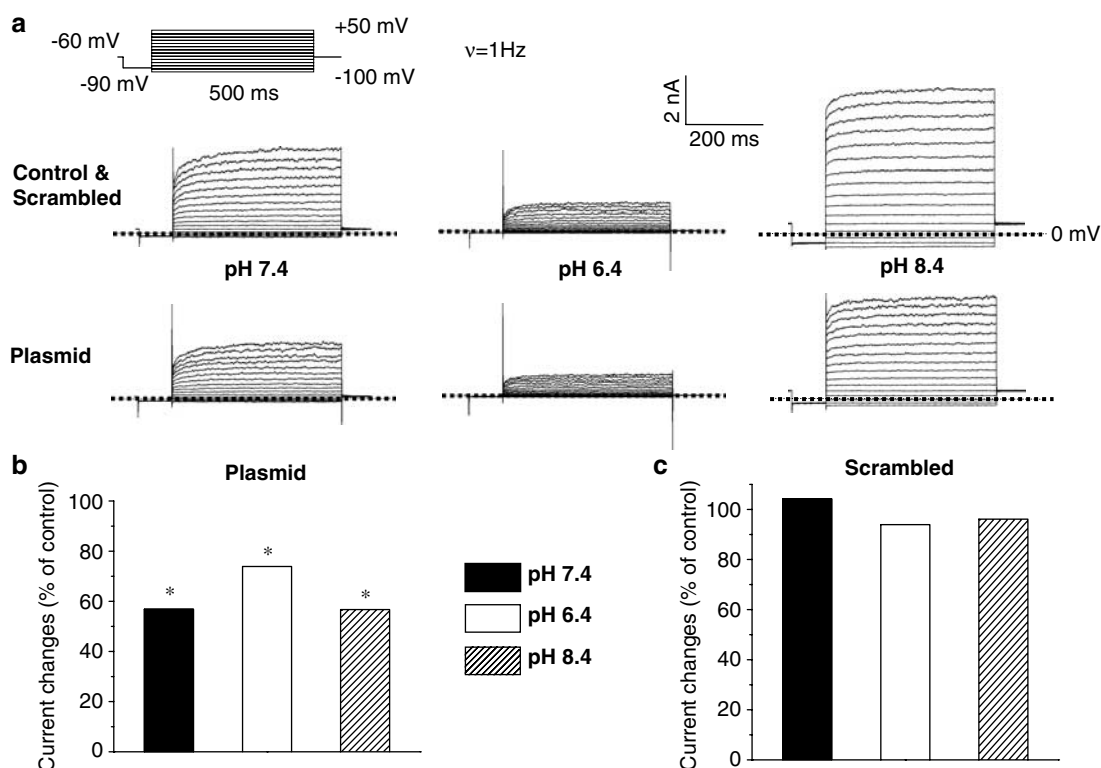 a
-60 mV
+50 mV
-90 mV
-100 mV
500 ms
ν=1Hz
2 nA
200 ms
Control &
Scrambled
0 mV
pH 7.4
pH 6.4
pH 8.4
Plasmid
b
Plasmid
Current changes (% of control)
100
80
60
40
20
0
*
*
*
pH 7.4
pH 6.4
pH 8.4
c
Scrambled
Current changes (% of control)
100
80
60
40
20
0